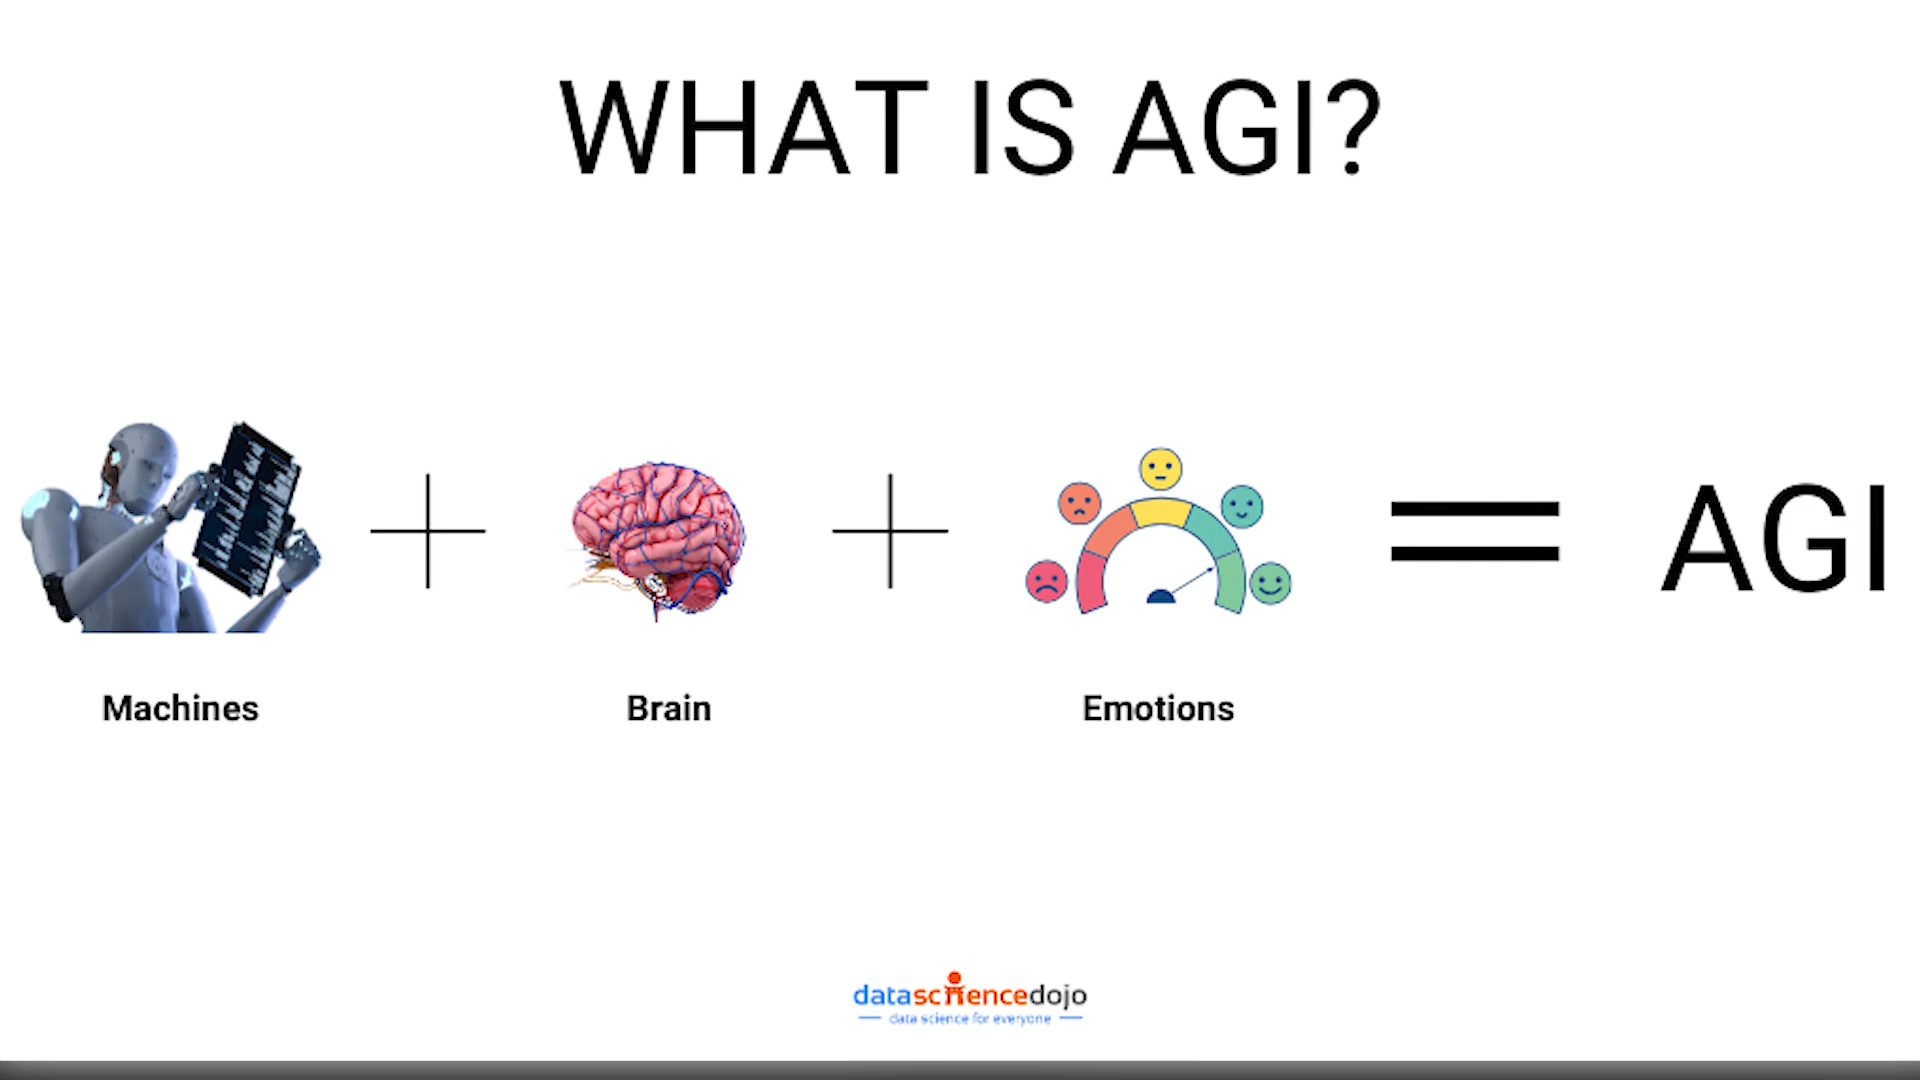 WHAT IS AGI?
AGI
Machines
Brain
Emotions
datasciencedojo
data science for everyone